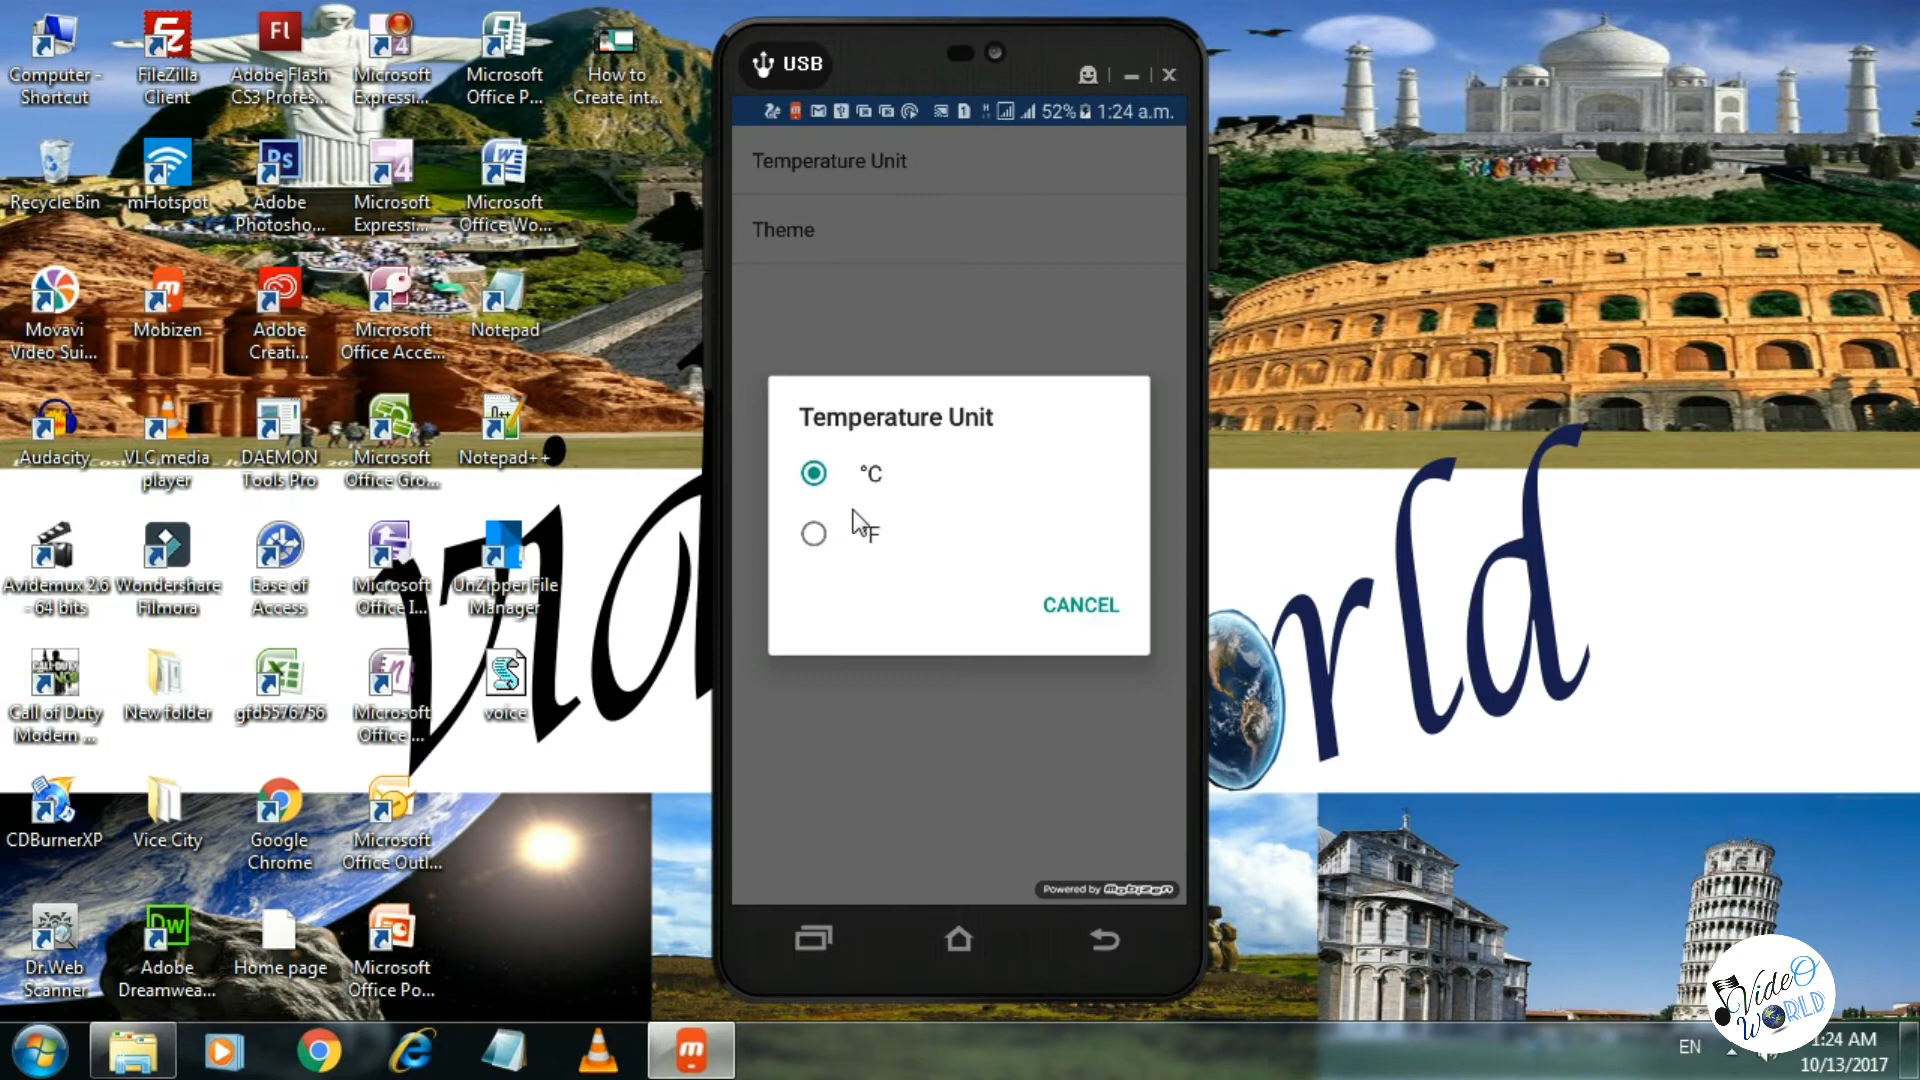 Computer -
Shortcut
FileZilla
Client
Adobe Flash
CS3 Profes...
Microsoft
Expressi...
Microsoft
Office P...
How to
Create int...
Recycle Bin
mHotspot
Adobe
Photosho...
Microsoft
Expressi...
Microsoft
Office Wo...
Movavi
Video Sui...
Mobizen
Adobe
Creati...
Microsoft
Office Acce...
Notepad
Audacity
VLC media
player
DAEMON
Tools Pro
Microsoft
Office Gro...
Notepad++
Avidemux 2.6
- 64 bits
Wondershare
Filmora
Ease of
Access
Microsoft
Office I...
UnZipper File
Manager
Call of Duty
Modern ...
New folder
gfd5576756
Microsoft
Office ...
voice
CDBurnerXP
Vice City
Google
Chrome
Microsoft
Office Outl...
Dr.Web
Scanner
Adobe
Dreamwea...
Home page
Microsoft
Office Po...
USB
52% 1:24 a.m.
Temperature Unit
Theme
Temperature Unit
°C
F
CANCEL
Powered by mobizen
orld
VideO
WORLD
EN
1:24 AM
10/13/2017